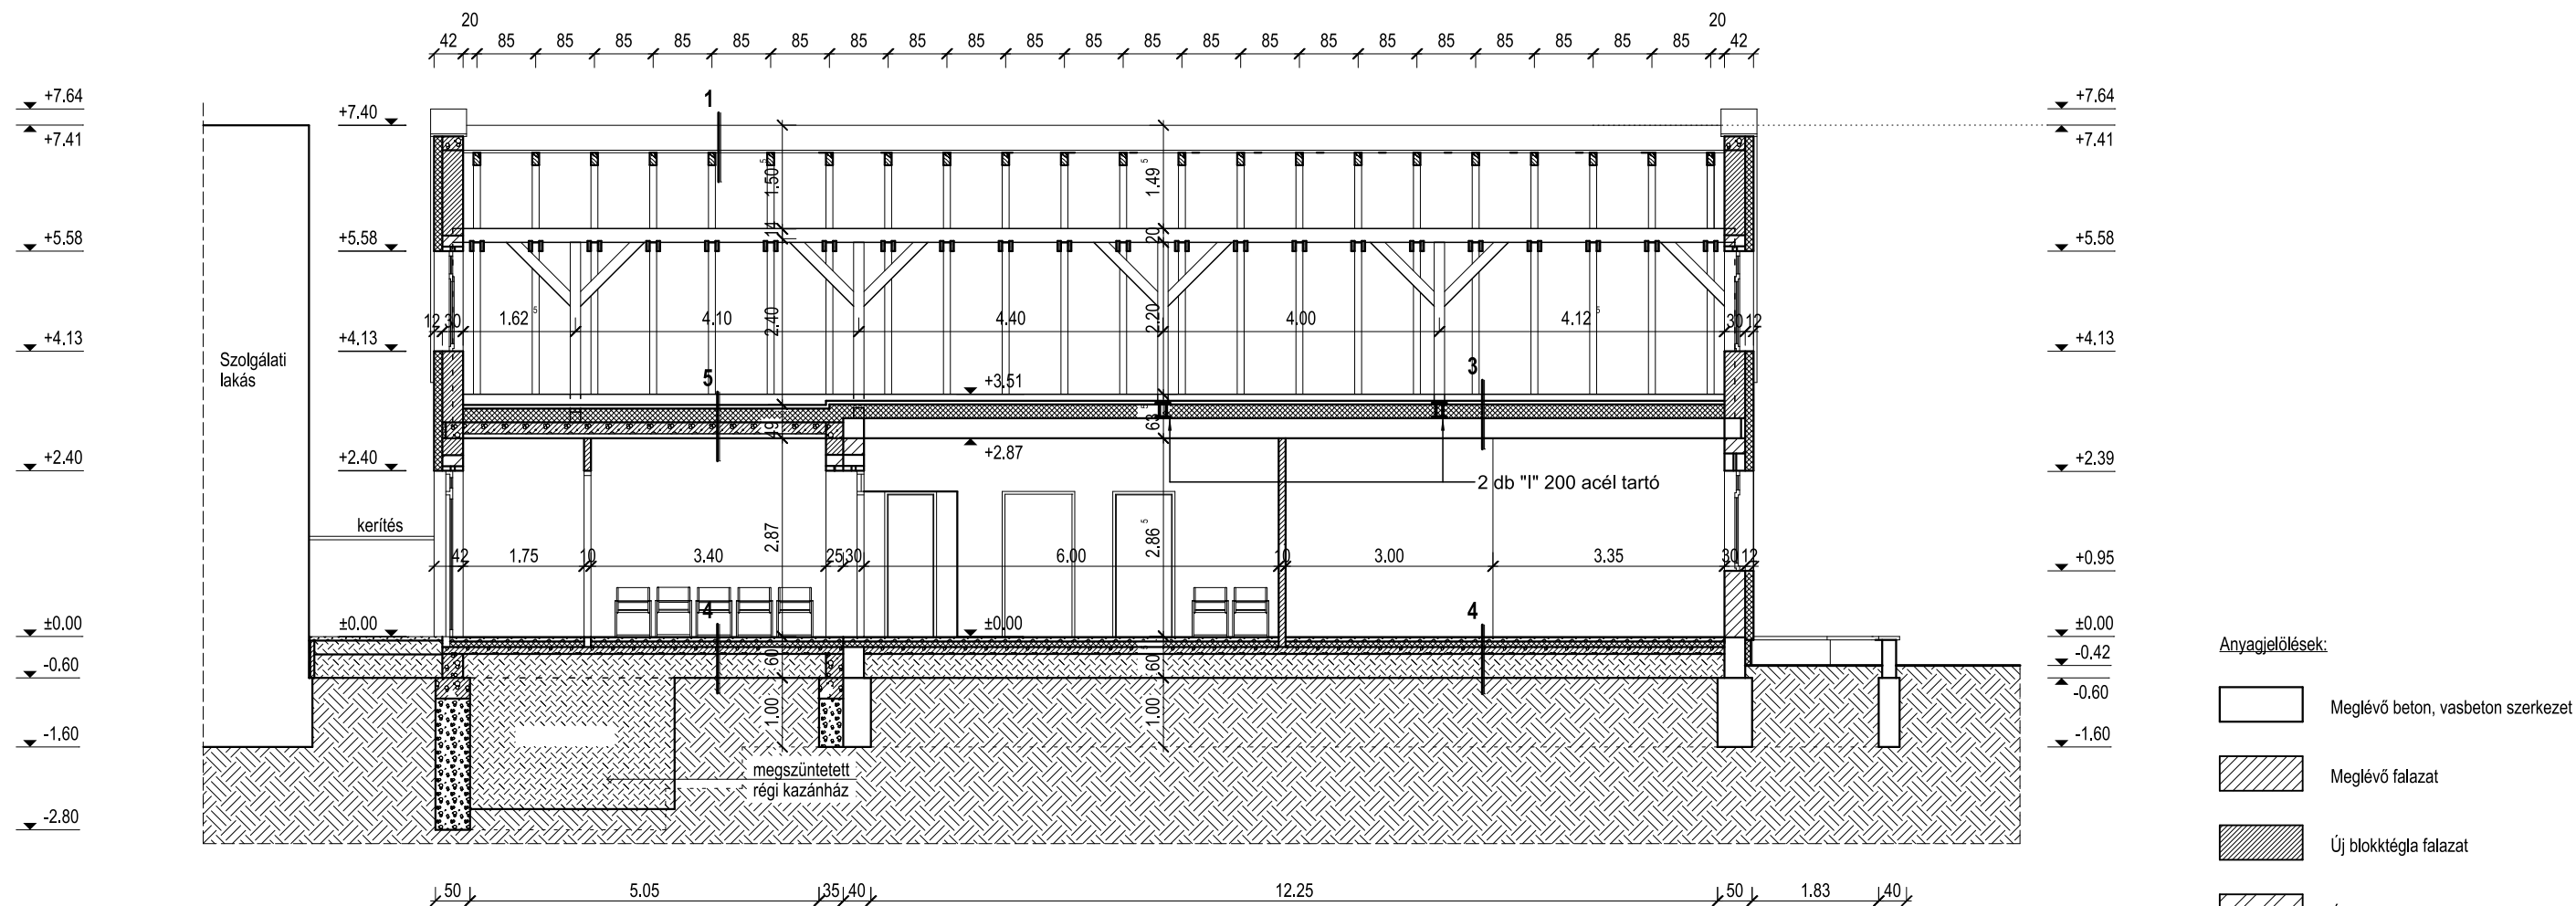 20 20
42 85 85 85 85 85 85 85 85 85 85 85 85 85 85 85 85 85 85 85 85 85 42
+7.64 +7.40 1 +7.64
+7.41 +7.41
1.50⁵ 1.49⁵
+5.58 +5.58 14 20 +5.58
12 30 1.62⁵ 4.10 2.40 4.40 2.20 4.00 4.12⁵ 30 12
+4.13 +4.13 +4.13
Szolgálati
lakás
5 +3.51 3
49 63⁵
+2.87
+2.40 +2.40 +2.39
2 db "I" 200 acél tartó
kerítés
42 1.75 10 3.40 2.87 25 30 6.00 2.86⁵ 10 3.00 3.35 30 12
+0.95
4 4
±0.00 ±0.00 ±0.00 ±0.00
-0.60 60 60 -0.42
-0.60
1.00 1.00
-1.60 -1.60
megszüntetett
régi kazánház
-2.80
50 5.05 35 40 12.25 50 1.83 40
Anyagjelölések:
Meglévő beton, vasbeton szerkezet
Meglévő falazat
Új blokktégla falazat